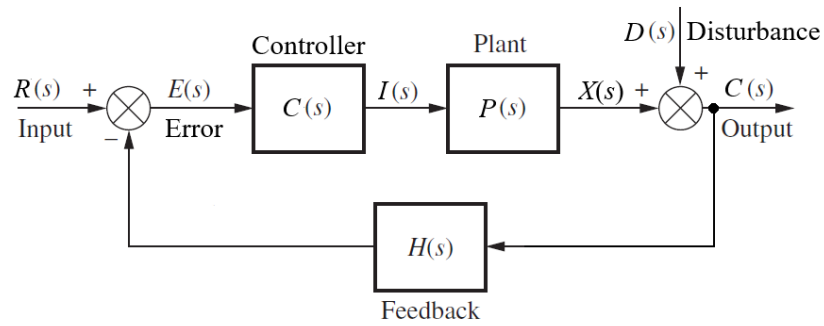 Controller
Plant
D(s) Disturbance
R(s) +
E(s)
C(s)
I(s)
P(s)
X(s) +
+
C(s)
Input
−
Error
Output
H(s)
Feedback